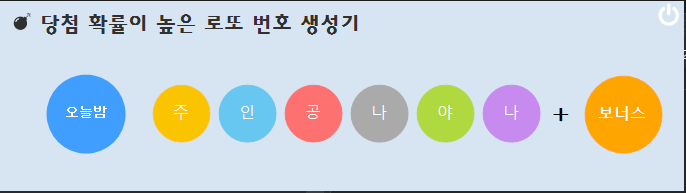 당첨 확률이 높은 로또 번호 생성기
오늘밤 주 인 공 나 야 나 + 보너스